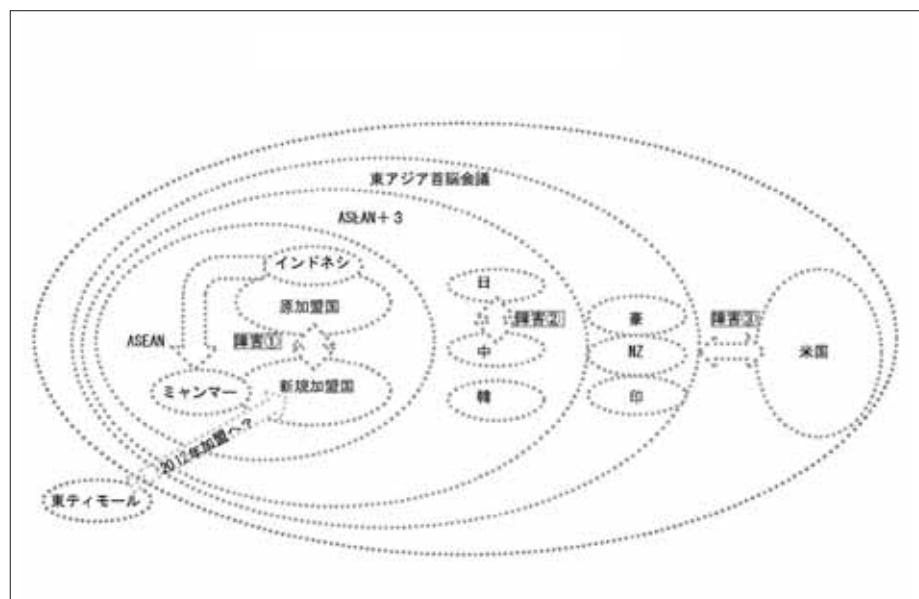 東アジア首脳会議
ASEAN+3
インドネシ
原加盟国
ASEAN
障害①
ミャンマー
新規加盟国
2012年加盟へ?
東ティモール
日
障害②
中
韓
豪
NZ
印
障害③
米国